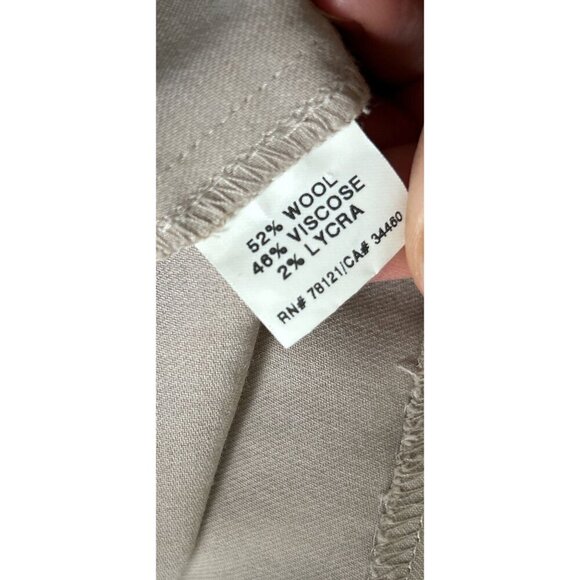 52% WOOL
46% VISCOSE
2% LYCRA
RN# 78121/CA# 34460